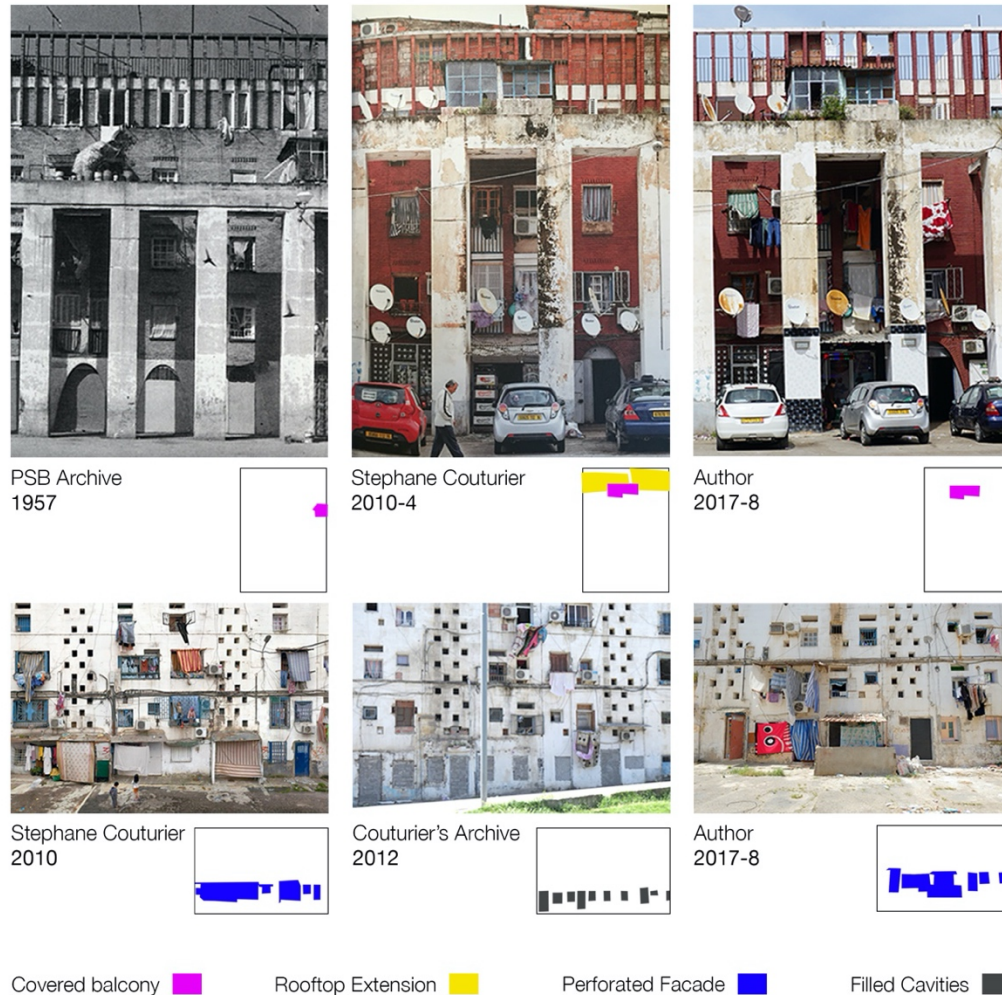 PSB Archive
1957
Stephane Couturier
2010-4
Author
2017-8
Stephane Couturier
2010
Couturier's Archive
2012
Author
2017-8
Covered balcony
Rooftop Extension
Perforated Facade
Filled Cavities